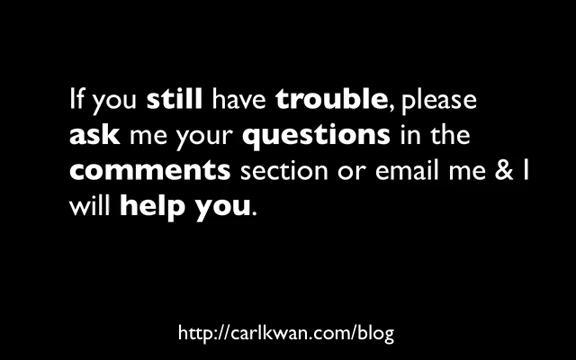 If you still have trouble, please
ask me your questions in the
comments section or email me & I
will help you.
http://carlkwan.com/blog